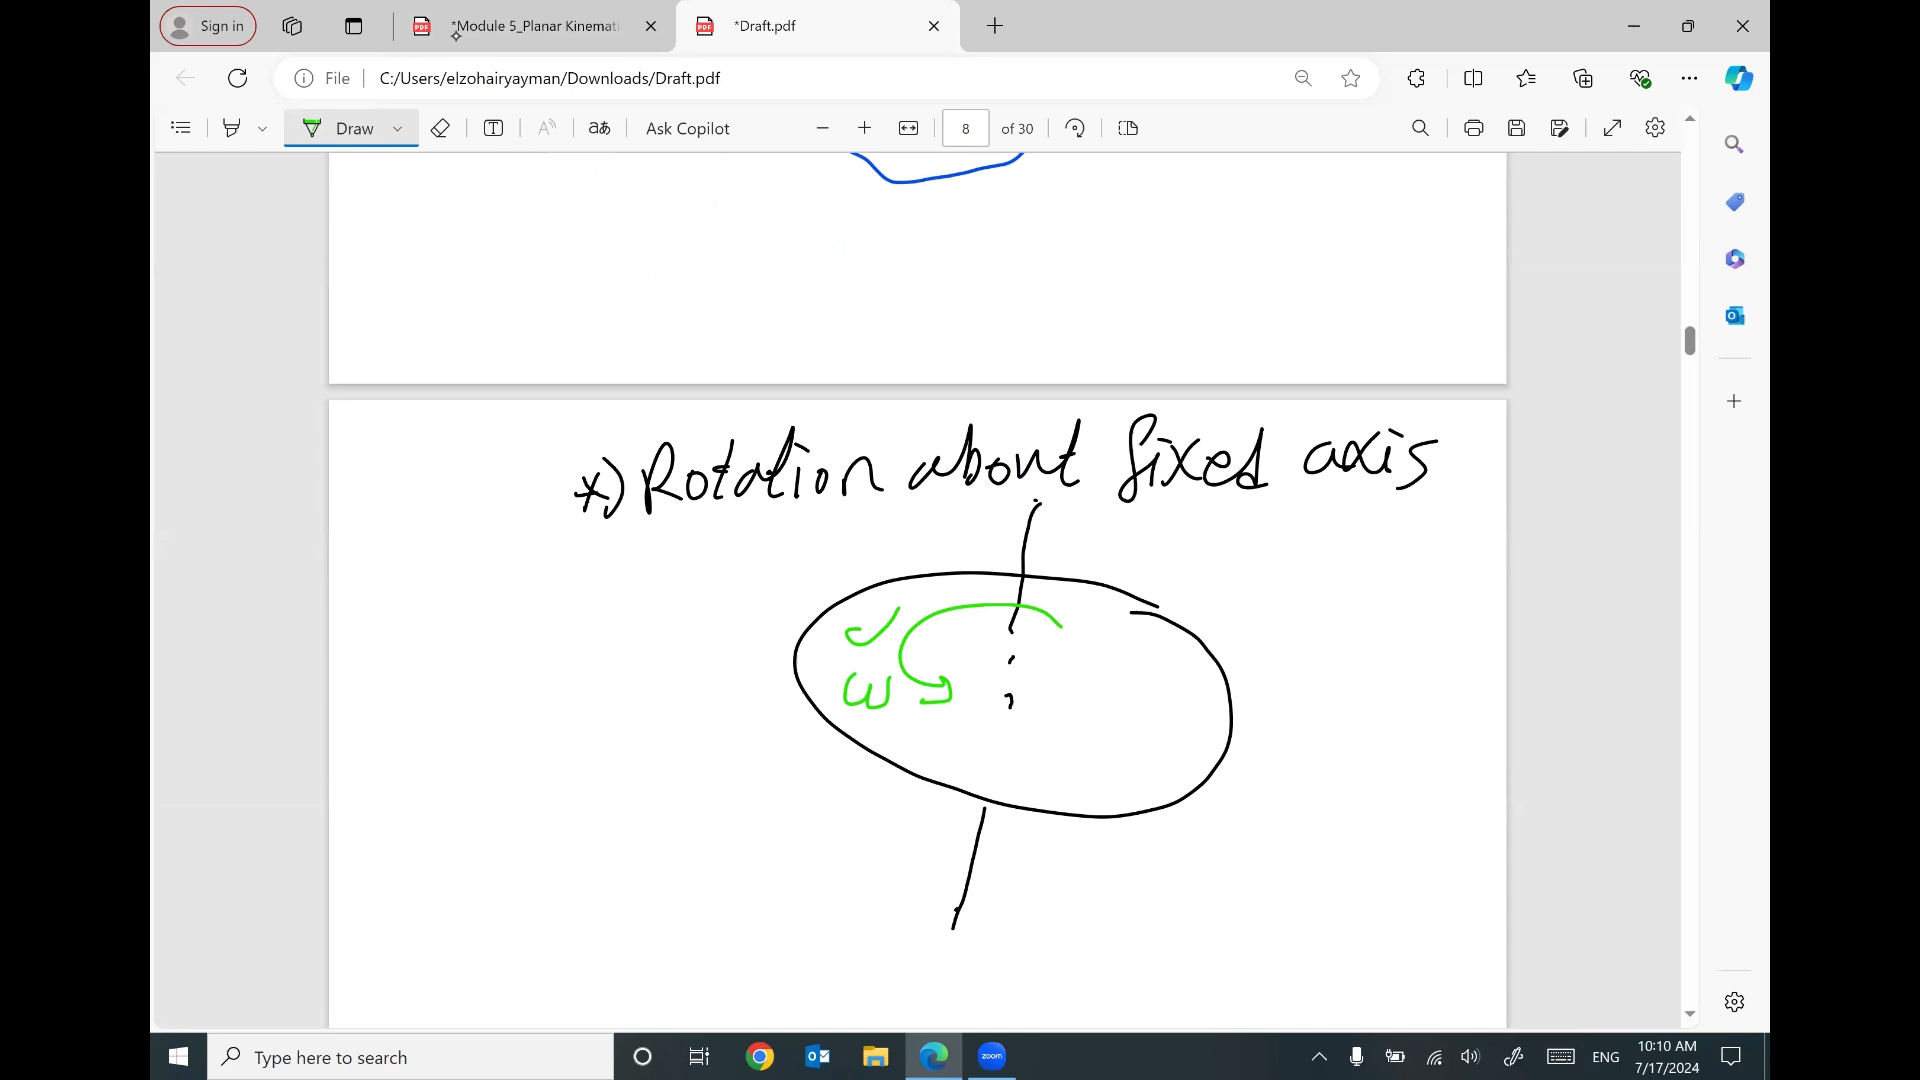 Sign in
*Module 5_Planar Kinemati
*Draft.pdf
File
C:/Users/elzohairyayman/Downloads/Draft.pdf
Draw
Ask Copilot
8
of 30
*) Rotation about fixed axis
ω
Type here to search
zoom
ENG
10:10 AM
7/17/2024